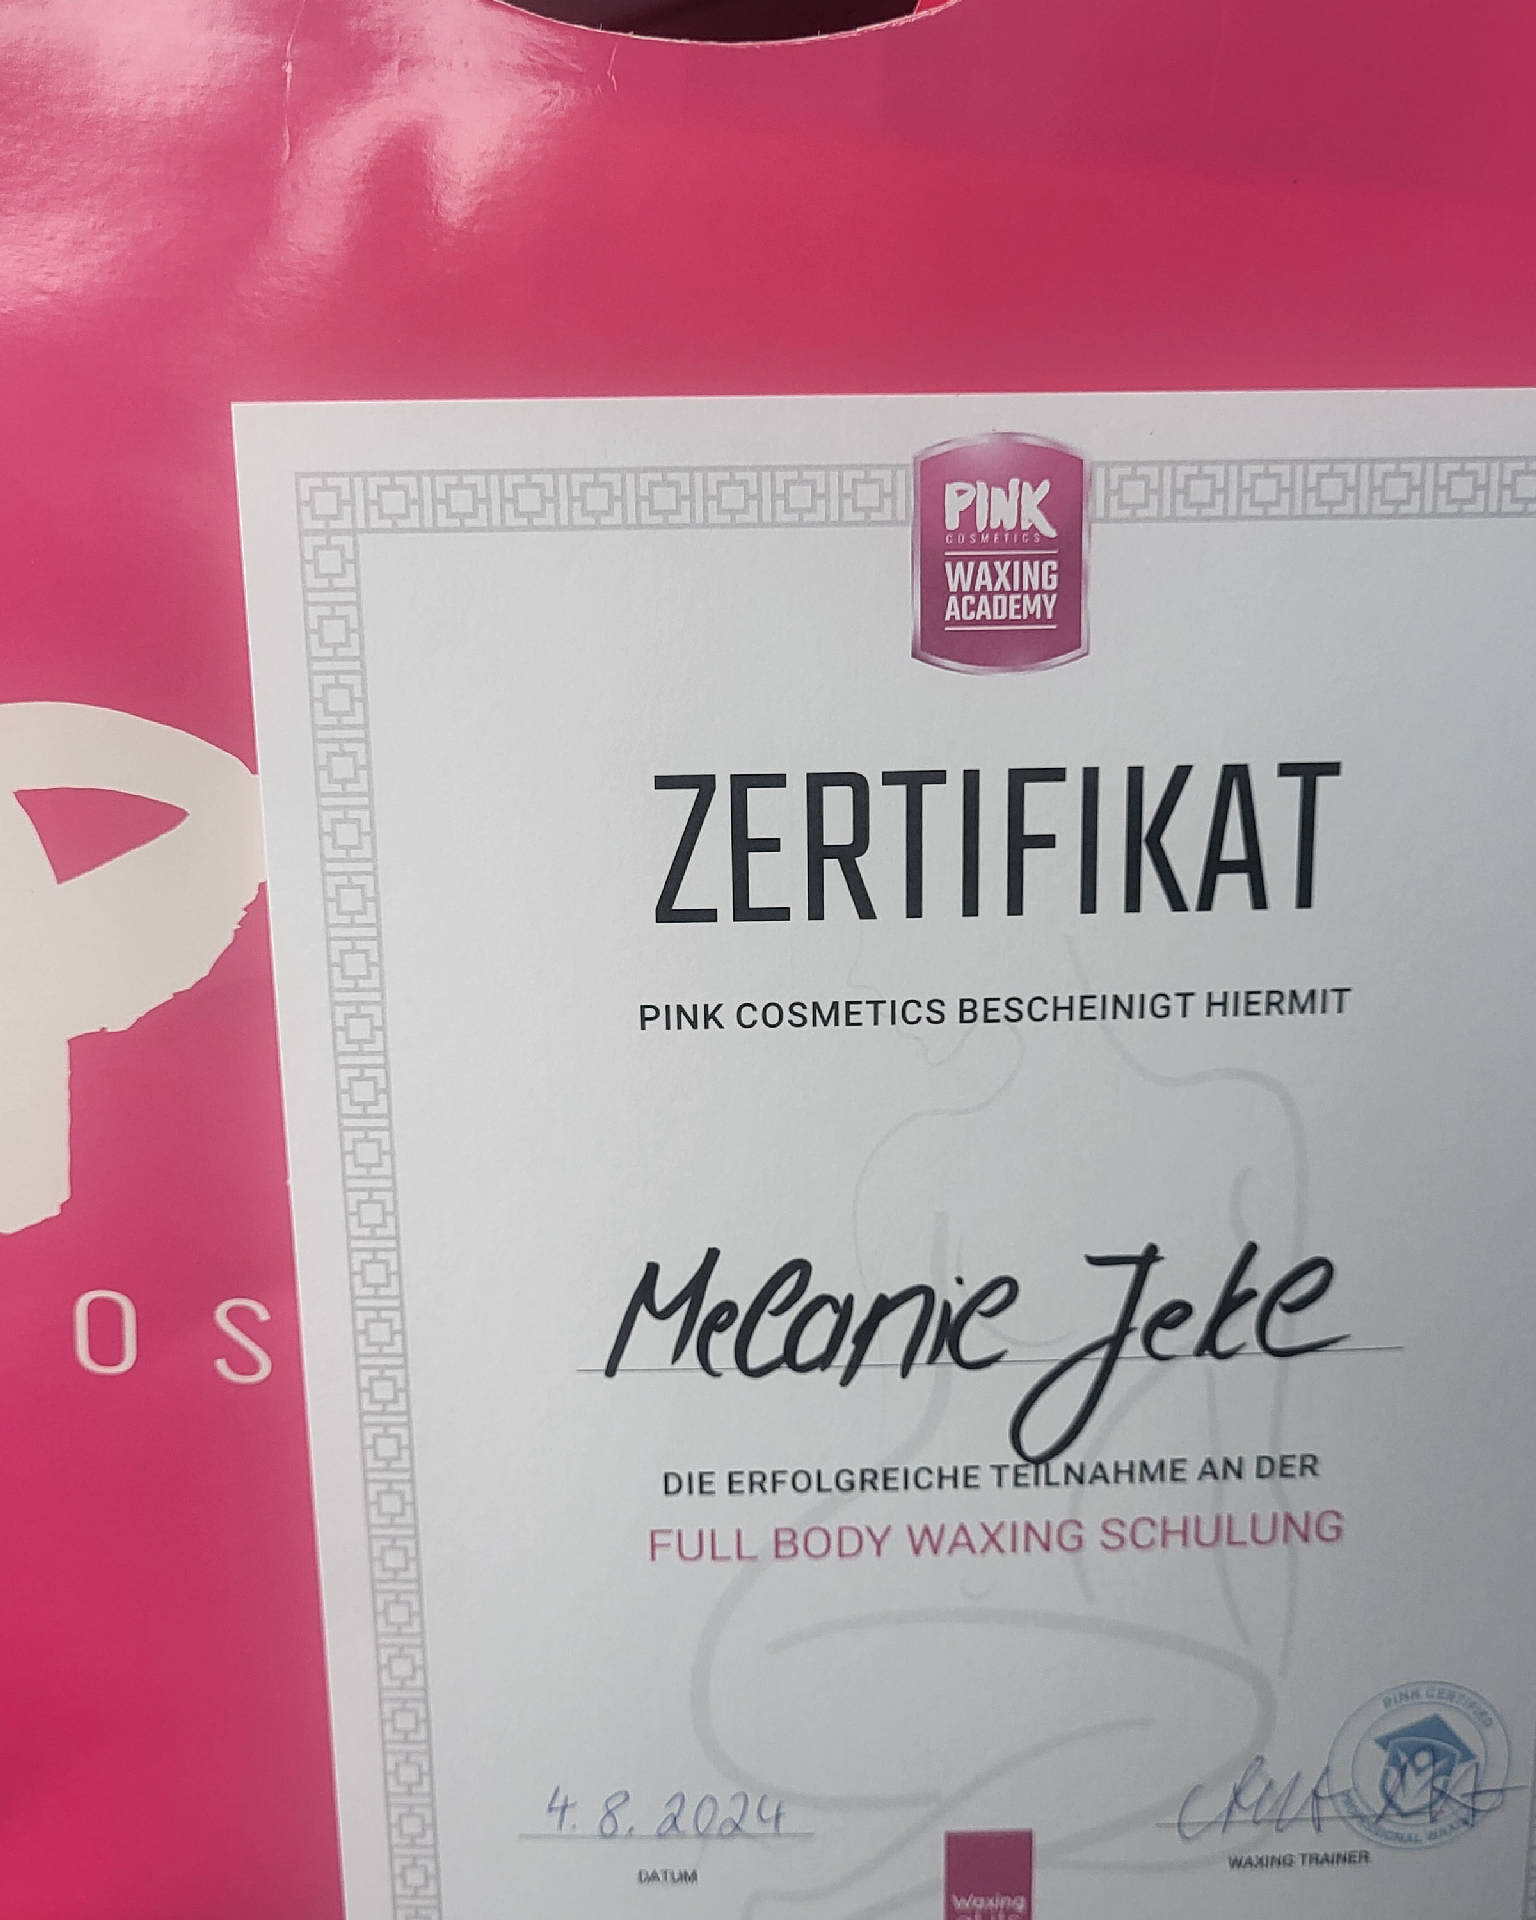 PINK
COSMETICS
WAXING
ACADEMY
ZERTIFIKAT
PINK COSMETICS BESCHEINIGT HIERMIT
Melanie Jeke
DIE ERFOLGREICHE TEILNAHME AN DER
FULL BODY WAXING SCHULUNG
4.8.2024
DATUM
WAXING TRAINER
PINK CERTIFIED
Waxing
P
OS